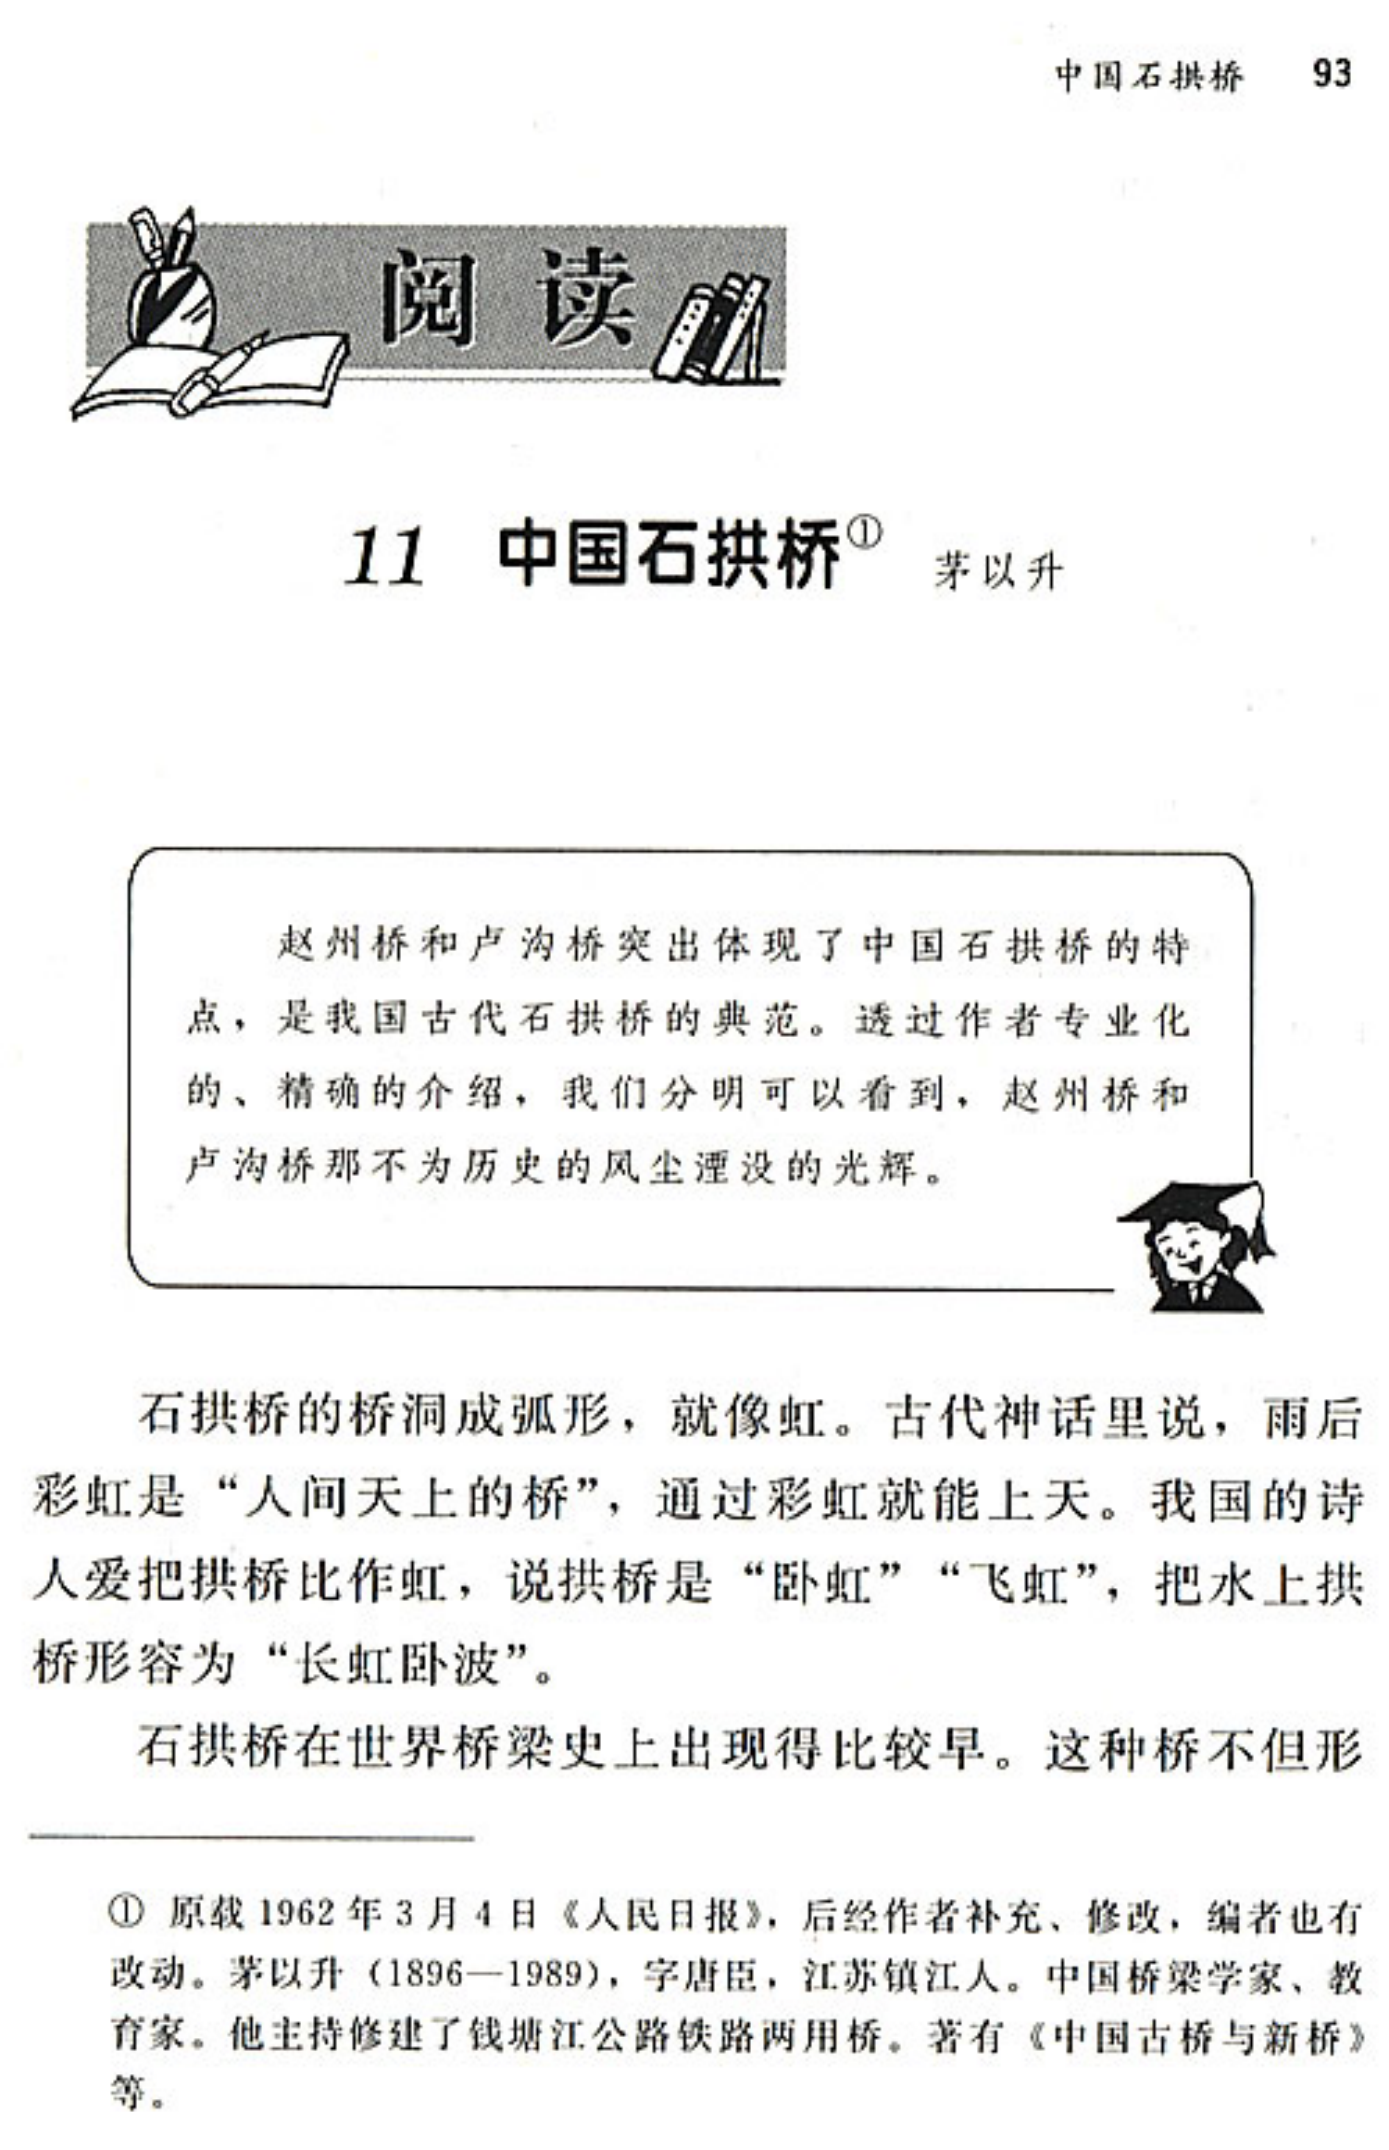 中国石拱桥 93
阅读
11 中国石拱桥① 茅以升
赵州桥和卢沟桥突出体现了中国石拱桥的特
点，是我国古代石拱桥的典范。透过作者专业化
的、精确的介绍，我们分明可以看到，赵州桥和
卢沟桥那不为历史的风尘湮没的光辉。
石拱桥的桥洞成弧形，就像虹。古代神话里说，雨后
彩虹是“人间天上的桥”，通过彩虹就能上天。我国的诗
人爱把拱桥比作虹，说拱桥是“卧虹”“飞虹”，把水上拱
桥形容为“长虹卧波”。
石拱桥在世界桥梁史上出现得比较早。这种桥不但形
① 原载1962年3月4日《人民日报》，后经作者补充、修改，编者也有
改动。茅以升（1896—1989），字唐臣，江苏镇江人。中国桥梁学家、教
育家。他主持修建了钱塘江公路铁路两用桥。著有《中国古桥与新桥》
等。